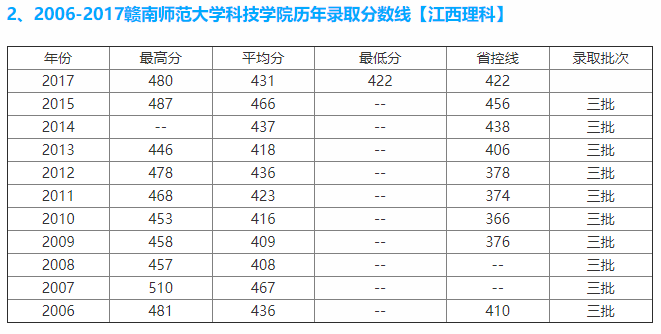 2、2006-2017赣南师范大学科技学院历年录取分数线【江西理科】
年份 最高分 平均分 最低分 省控线 录取批次
2017 480 431 422 422
2015 487 466 -- 456 三批
2014 -- 437 -- 438 三批
2013 446 418 -- 406 三批
2012 478 436 -- 378 三批
2011 468 423 -- 374 三批
2010 453 416 -- 366 三批
2009 458 409 -- 376 三批
2008 457 408 -- -- 三批
2007 510 467 -- -- 三批
2006 481 436 -- 410 三批